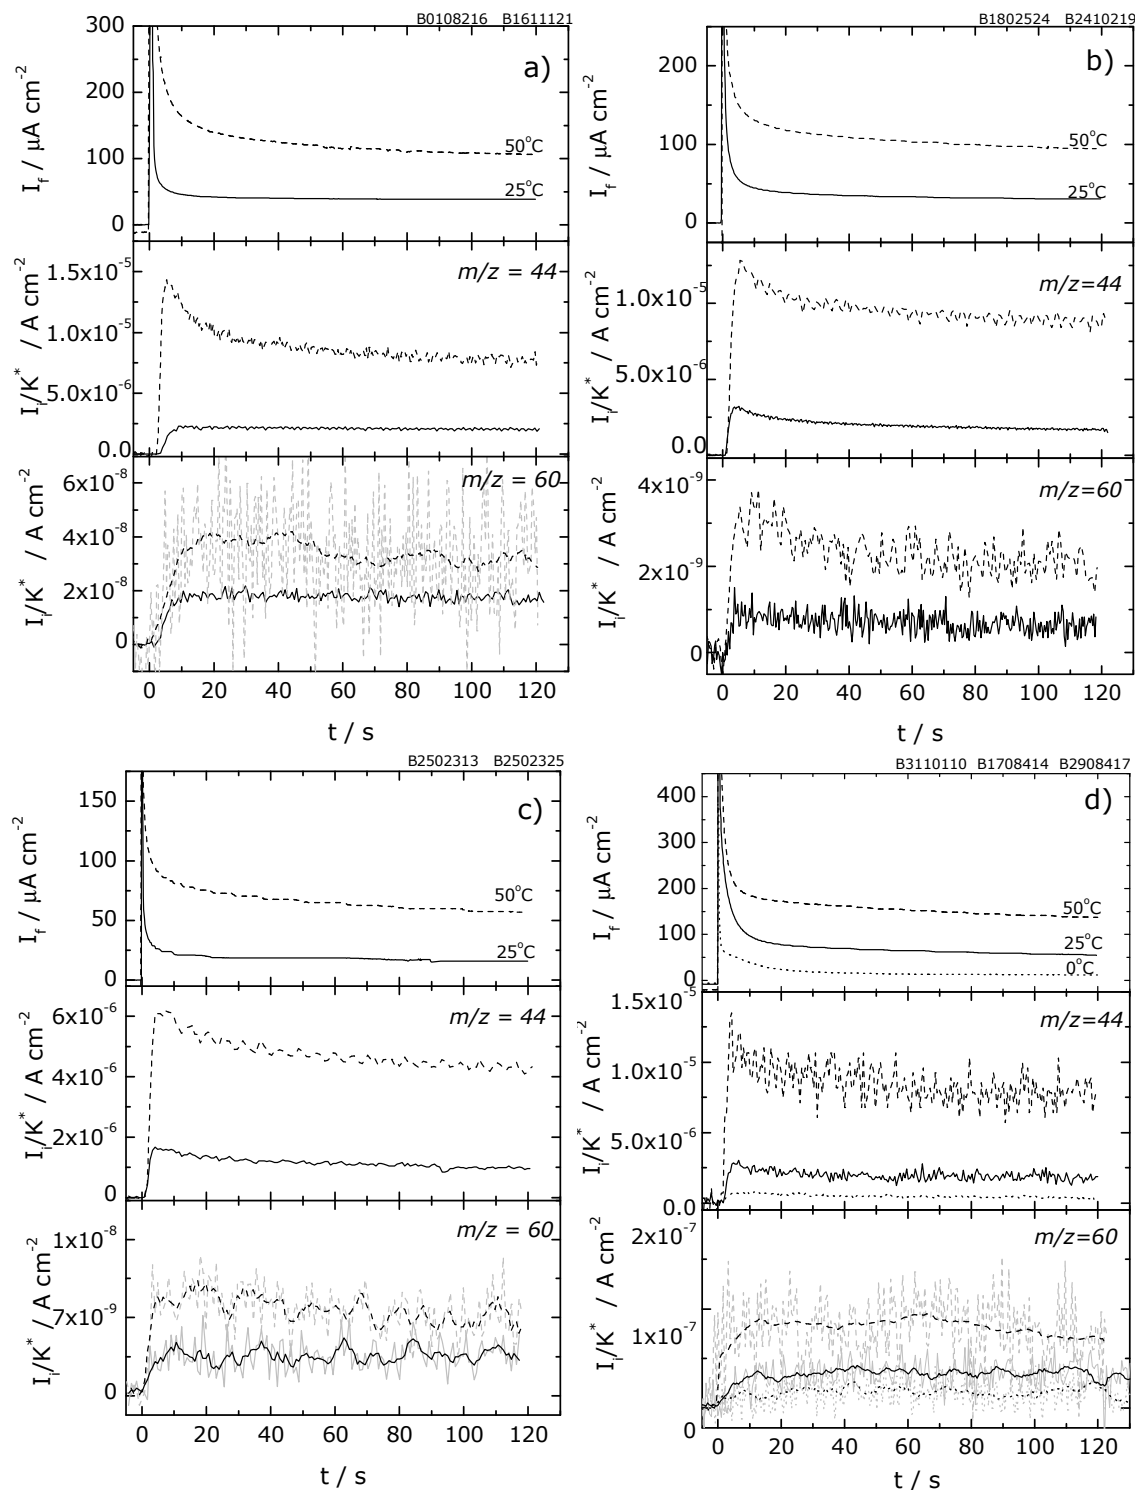 B0108216 B1611121
a)
300
200
100
0
I_f / μA cm⁻²
50°C
25°C
m/z = 44
1.5x10⁻⁵
1.0x10⁻⁵
5.0x10⁻⁶
0.0
I_i/K* / A cm⁻²
m/z = 60
6x10⁻⁸
4x10⁻⁸
2x10⁻⁸
0
I_i/K* / A cm⁻²
0 20 40 60 80 100 120
t / s
B1802524 B2410219
b)
200
100
0
I_f / μA cm⁻²
50°C
25°C
m/z=44
1.0x10⁻⁵
5.0x10⁻⁶
0.0
I_i/K* / A cm⁻²
m/z=60
4x10⁻⁹
2x10⁻⁹
0
I_i/K* / A cm⁻²
0 20 40 60 80 100 120
t / s
B2502313 B2502325
c)
150
100
50
0
I_f / μA cm⁻²
50°C
25°C
m/z = 44
6x10⁻⁶
4x10⁻⁶
2x10⁻⁶
0
I_i/K* / A cm⁻²
m/z = 60
1x10⁻⁸
7x10⁻⁹
0
I_i/K* / A cm⁻²
0 20 40 60 80 100 120
t / s
B3110110 B1708414 B2908417
d)
400
300
200
100
0
I_f / μA cm⁻²
50°C
25°C
0°C
m/z=44
1.5x10⁻⁵
1.0x10⁻⁵
5.0x10⁻⁶
0.0
I_i/K* / A cm⁻²
m/z=60
2x10⁻⁷
1x10⁻⁷
0
I_i/K* / A cm⁻²
0 20 40 60 80 100 120
t / s